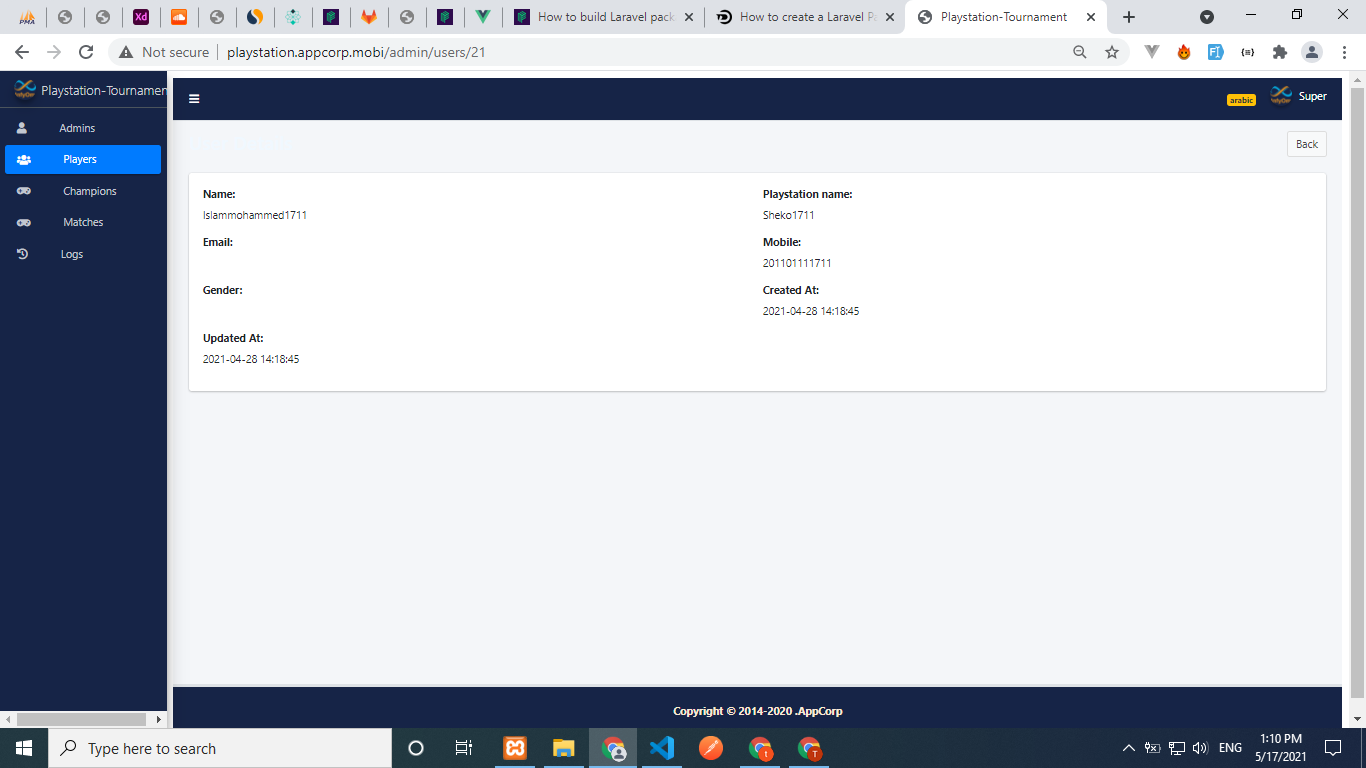 How to build Laravel pack
How to create a Laravel Pa
Playstation-Tournament
Not secure
playstation.appcorp.mobi/admin/users/21
Playstation-Tournamen
arabic
Super
Admins
Players
Champions
Matches
Logs
Back
Name:
Islammohammed1711
Playstation name:
Sheko1711
Email:
Mobile:
201101111711
Gender:
Created At:
2021-04-28 14:18:45
Updated At:
2021-04-28 14:18:45
Copyright © 2014-2020 .AppCorp
Type here to search
ENG
1:10 PM
5/17/2021